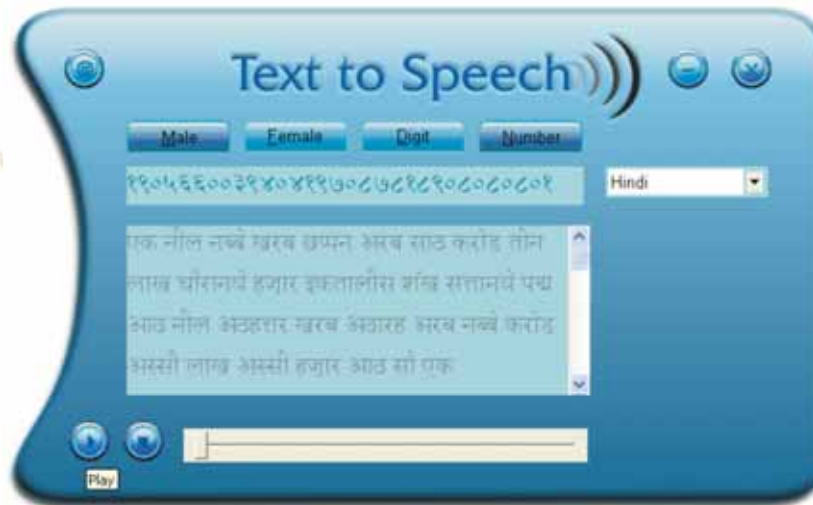 Text to Speech
Male Female Digit Number
१९०५६६००३९४०४१९७०८७८१८९०८०८०८०१ Hindi
एक नील नब्बे खरब छप्पन अरब साठ करोड तीन
लाख चौरानवे हज़ार इकतालीस शंख सत्तानवे पद्म
आठ नील अठहत्तर खरब अठारह अरब नब्बे करोड
अस्सी लाख अस्सी हज़ार आठ सौ एक
Play